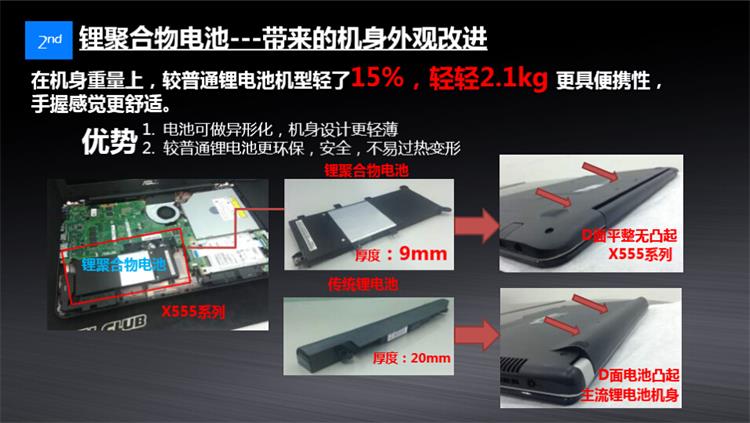 2nd
锂聚合物电池---带来的机身外观改进
在机身重量上，较普通锂电池机型轻了15%，轻轻2.1kg 更具便携性，
手握感觉更舒适。
优势
1. 电池可做异形化，机身设计更轻薄
2. 较普通锂电池更环保，安全，不易过热变形
锂聚合物电池
锂聚合物电池
X555系列
CLUB
厚度：9mm
D面平整无凸起
X555系列
传统锂电池
厚度：20mm
D面电池凸起
主流锂电池机身